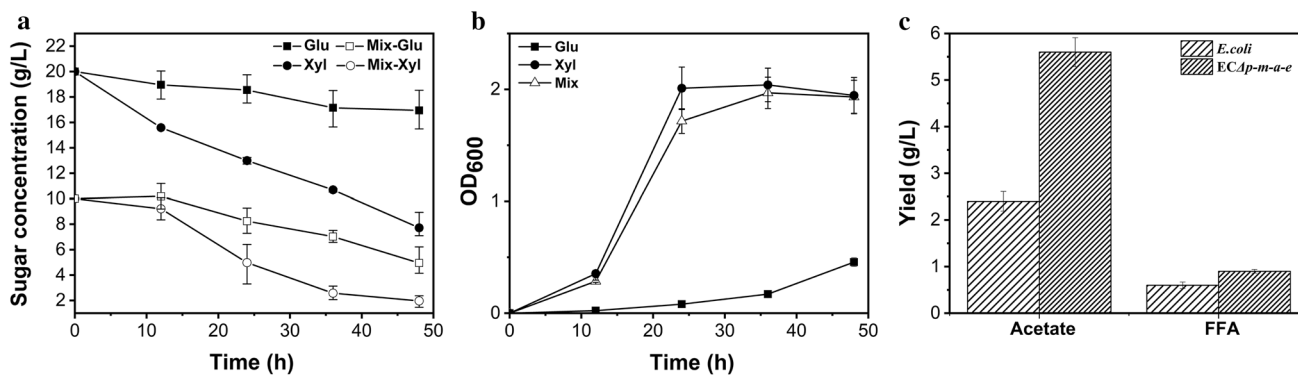 a
Sugar concentration (g/L)
22
20
18
16
14
12
10
8
6
4
2
Glu
Mix-Glu
Xyl
Mix-Xyl
0
10
20
30
40
50
Time (h)
b
OD600
2
1
0
Glu
Xyl
Mix
0
10
20
30
40
50
Time (h)
c
Yield (g/L)
6
5
4
3
2
1
0
E.coli
ECΔp-m-a-e
Acetate
FFA